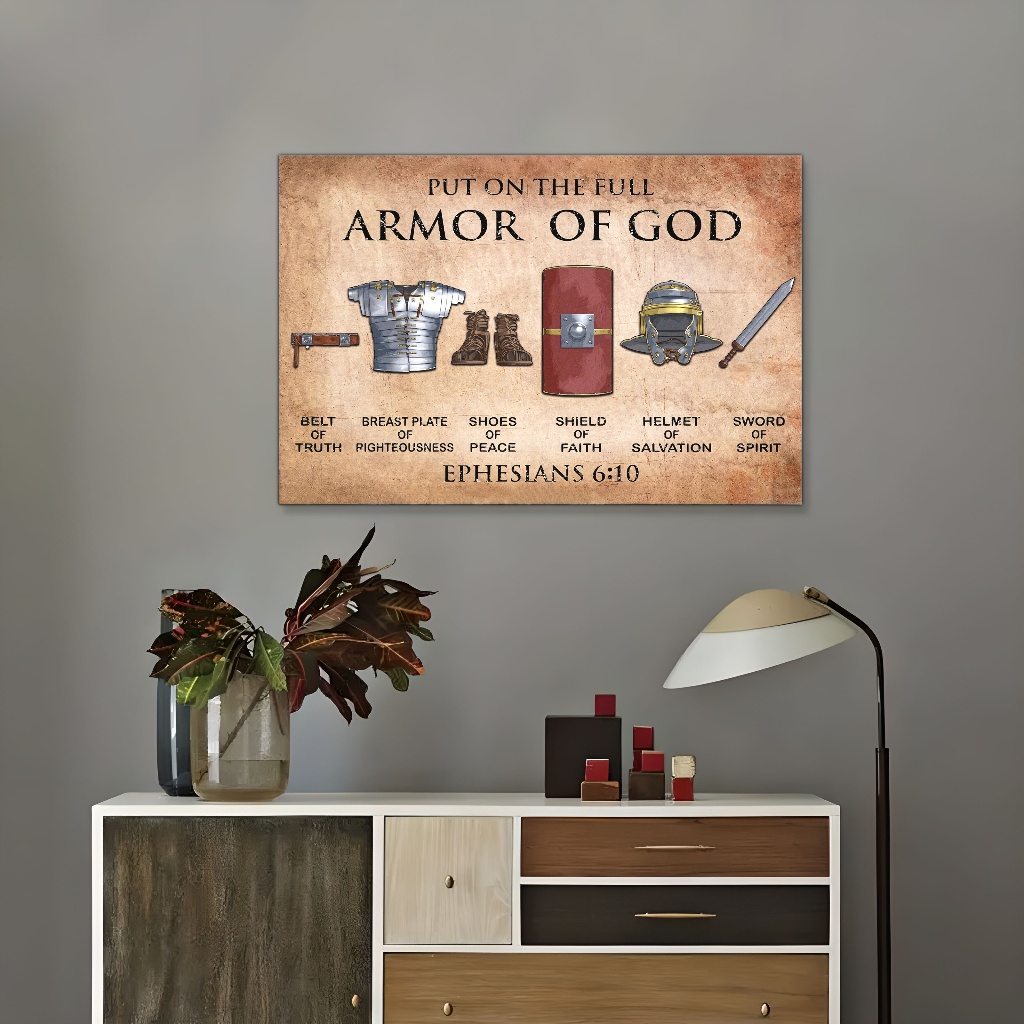 PUT ON THE FULL
ARMOR OF GOD
BELT
OF
TRUTH
BREAST PLATE
OF
RIGHTEOUSNESS
SHOES
OF
PEACE
SHIELD
OF
FAITH
HELMET
OF
SALVATION
SWORD
OF
SPIRIT
EPHESIANS 6:10